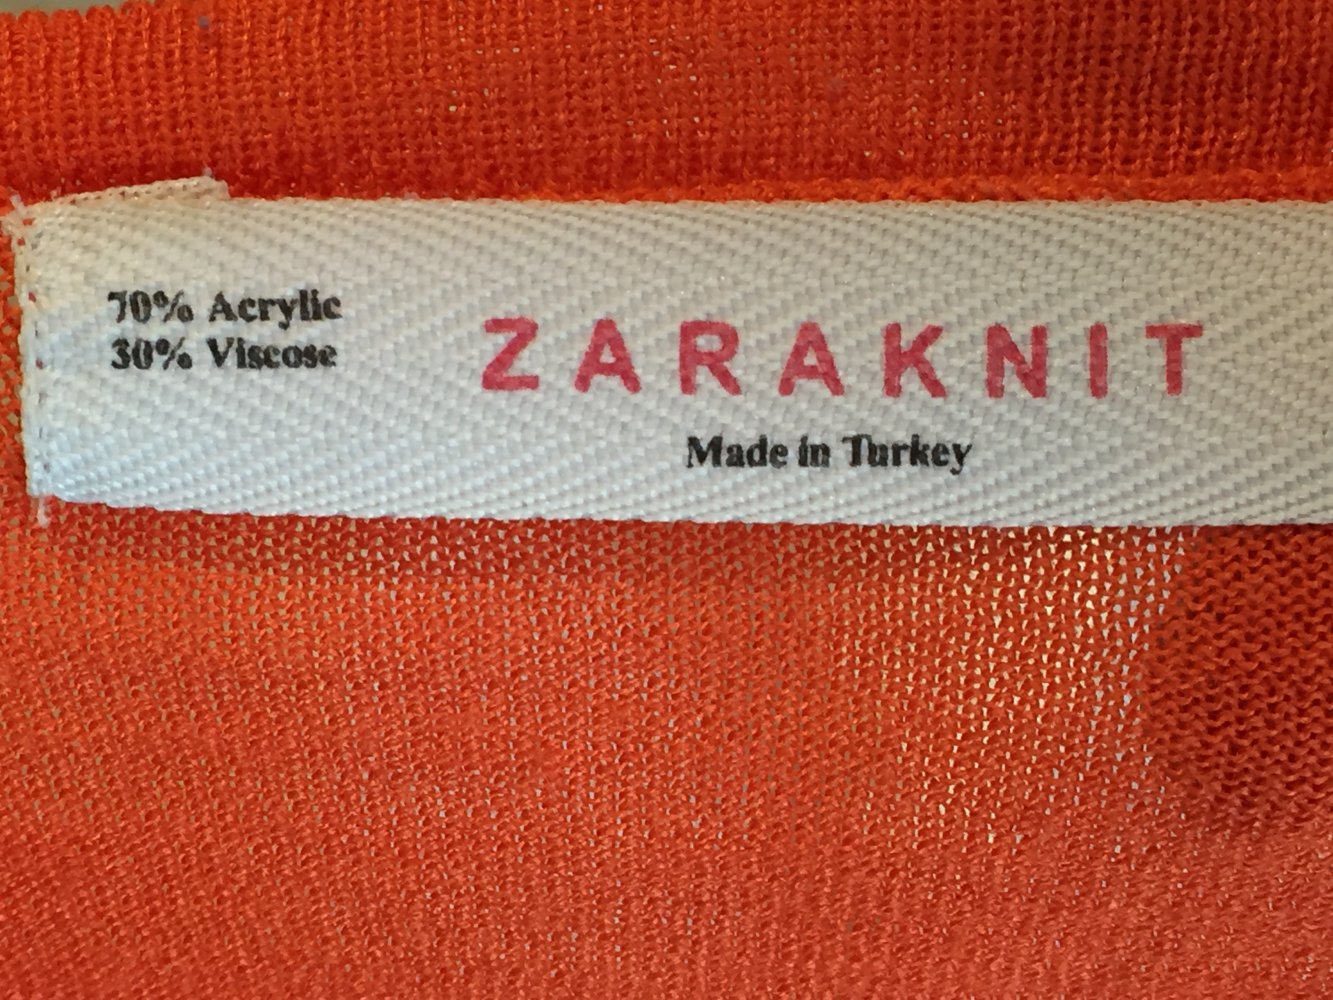 70% Acrylic
30% Viscose
ZARAKNIT
Made in Turkey